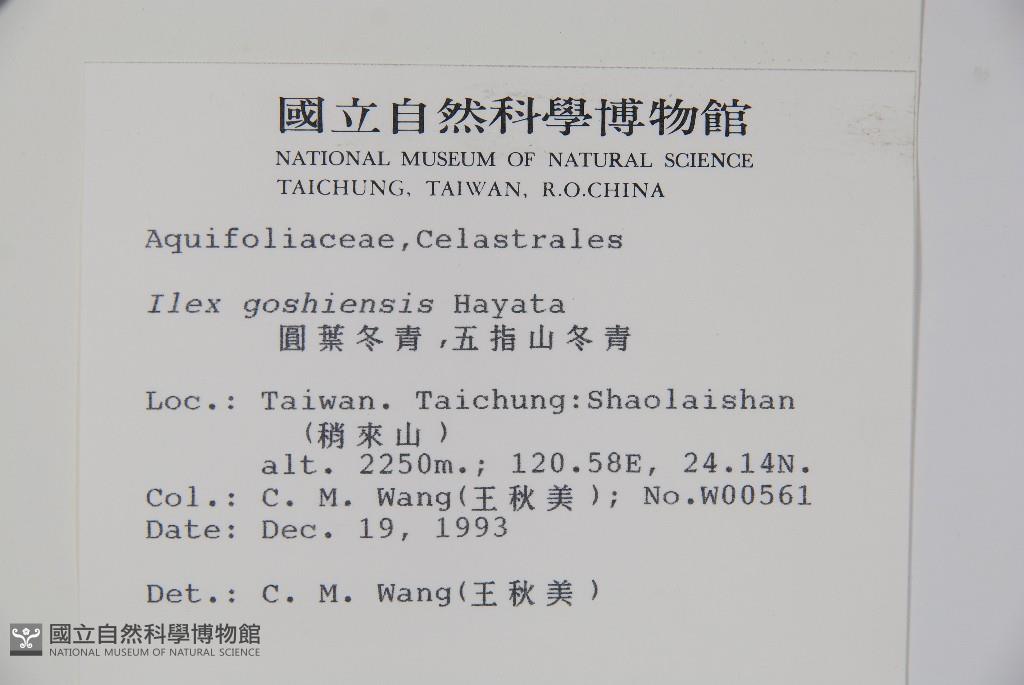 國立自然科學博物館
NATIONAL MUSEUM OF NATURAL SCIENCE
TAICHUNG, TAIWAN, R.O.CHINA
Aquifoliaceae,Celastrales
Ilex goshiensis Hayata
圓葉冬青,五指山冬青
Loc.: Taiwan. Taichung:Shaolaishan
(稍來山)
alt. 2250m.; 120.58E, 24.14N.
Col.: C. M. Wang(王秋美); No.W00561
Date: Dec. 19, 1993
Det.: C. M. Wang(王秋美)
國立自然科學博物館
NATIONAL MUSEUM OF NATURAL SCIENCE